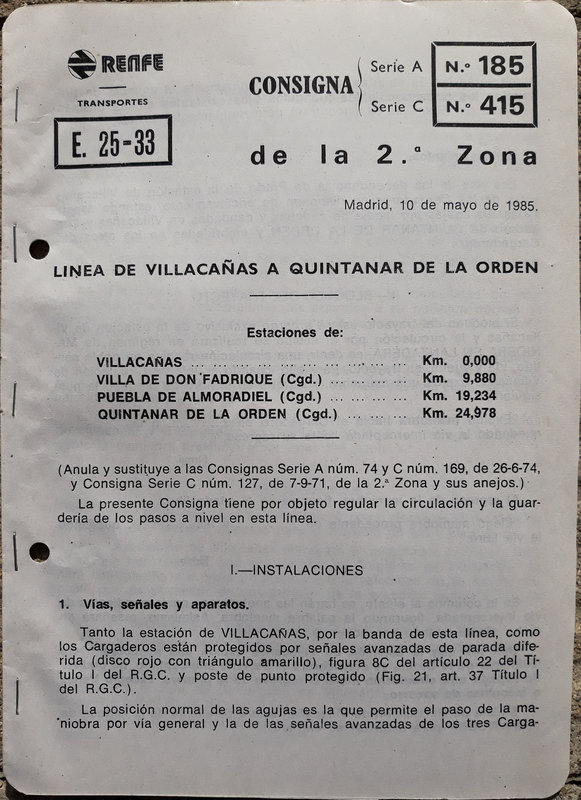 RENFE
TRANSPORTES
E. 25-33
CONSIGNA
Serie A N.º 185
Serie C N.º 415
de la 2.ª Zona
Madrid, 10 de mayo de 1985.
LINEA DE VILLACAÑAS A QUINTANAR DE LA ORDEN
Estaciones de:
VILLACAÑAS ... ... ... ... ... ... ... ... ... Km. 0,000
VILLA DE DON FADRIQUE (Cgd.) ... ... ... Km. 9,880
PUEBLA DE ALMORADIEL (Cgd.) ... ... ... Km. 19,234
QUINTANAR DE LA ORDEN (Cgd.) ... ... ... Km. 24,978
(Anula y sustituye a las Consignas Serie A núm. 74 y C núm. 169, de 26-6-74,
y Consigna Serie C núm. 127, de 7-9-71, de la 2.ª Zona y sus anejos.)
La presente Consigna tiene por objeto regular la circulación y la guar-
dería de los pasos a nivel en esta línea.
I.—INSTALACIONES
1. Vías, señales y aparatos.
Tanto la estación de VILLACAÑAS, por la banda de esta línea, como
los Cargaderos están protegidos por señales avanzadas de parada dife-
rida (disco rojo con triángulo amarillo), figura 8C del artículo 22 del Tí-
tulo I del R.G.C. y poste de punto protegido (Fig. 21, art. 37 Título I
del R.G.C.).
La posición normal de las agujas es la que permite el paso de la ma-
niobra por vía general y la de las señales avanzadas de los tres Carga-